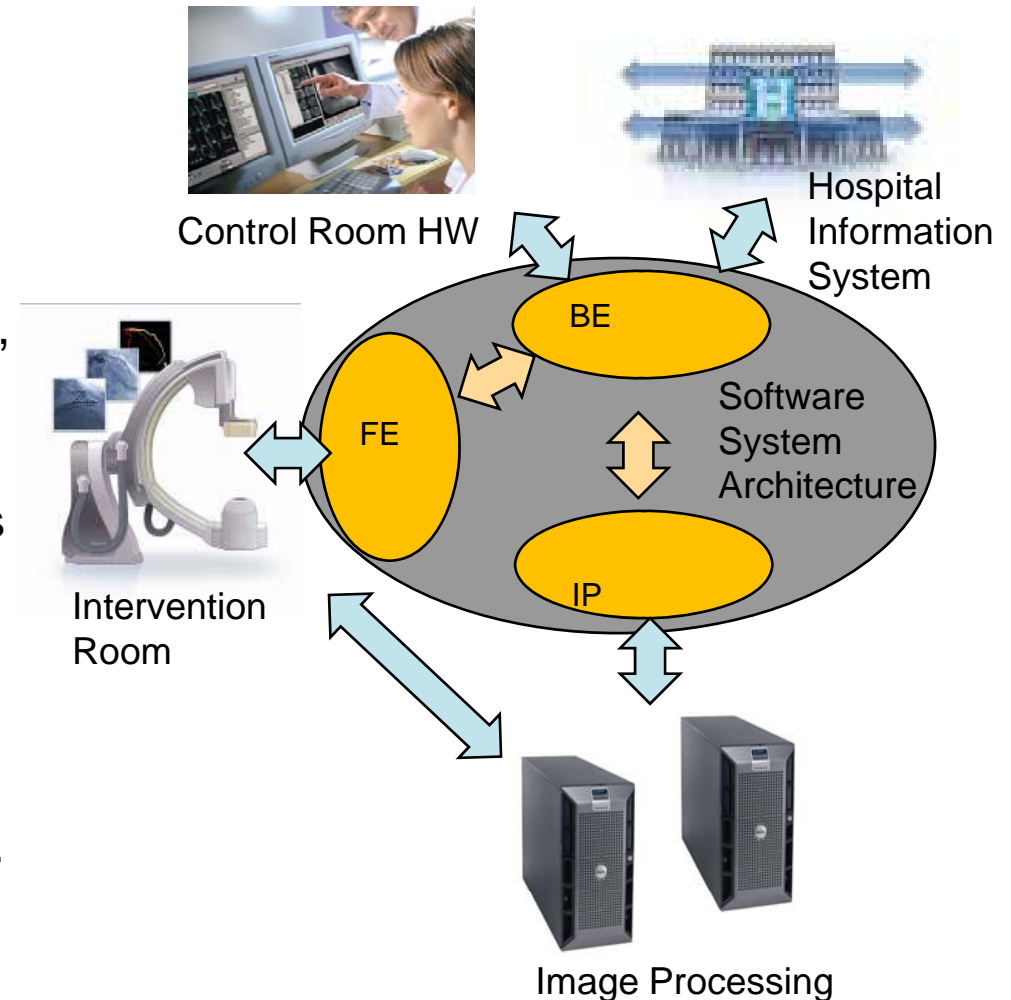 Control Room HW
Hospital
Information
System
BE
,
FE
Software
System
Architecture
s
IP
Intervention
Room
.
Image Processing